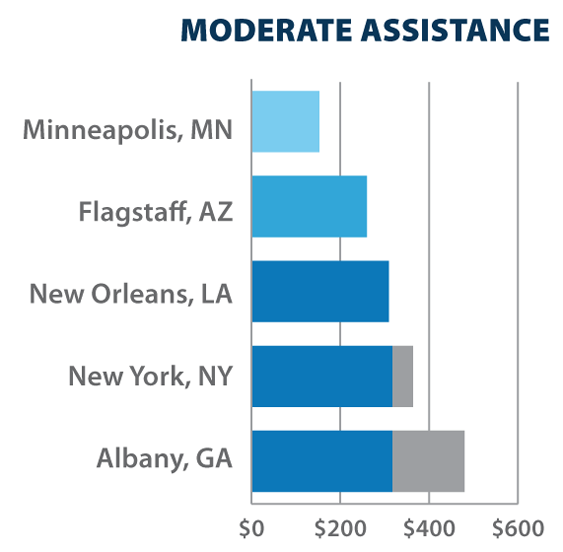 MODERATE ASSISTANCE
Minneapolis, MN
Flagstaff, AZ
New Orleans, LA
New York, NY
Albany, GA
$0 $200 $400 $600